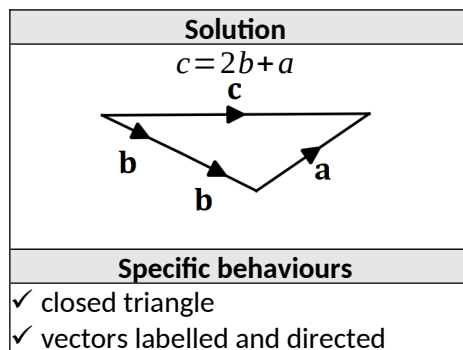 Solution
c=2b+a
c
b
a
b
Specific behaviours
✓ closed triangle
✓ vectors labelled and directed